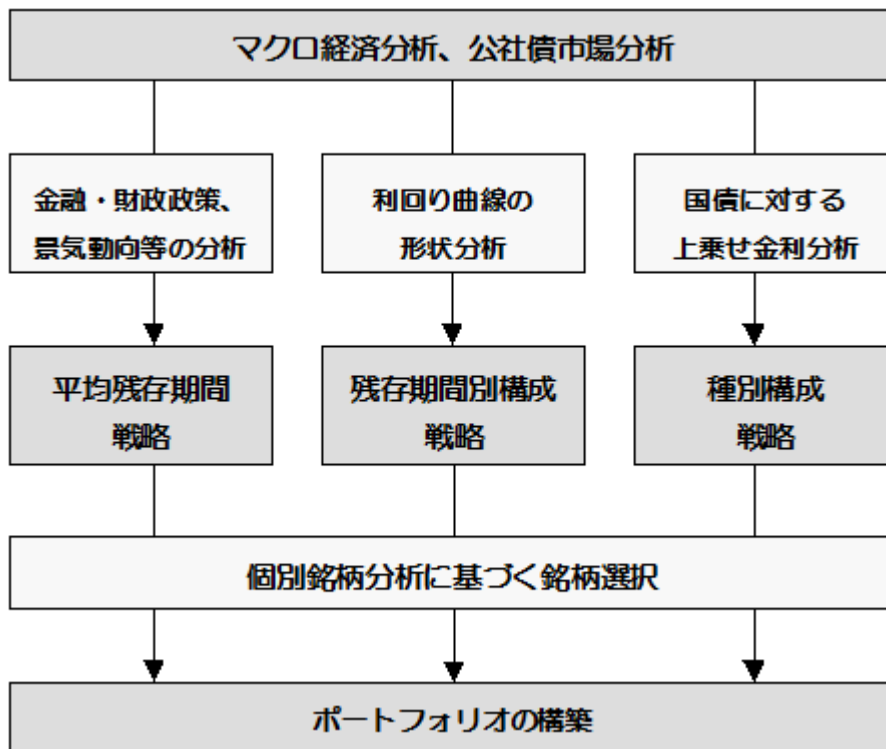 マクロ経済分析、公社債市場分析
金融・財政政策、
景気動向等の分析
利回り曲線の
形状分析
国債に対する
上乗せ金利分析
平均残存期間
戦略
残存期間別構成
戦略
種別構成
戦略
個別銘柄分析に基づく銘柄選択
ポートフォリオの構築